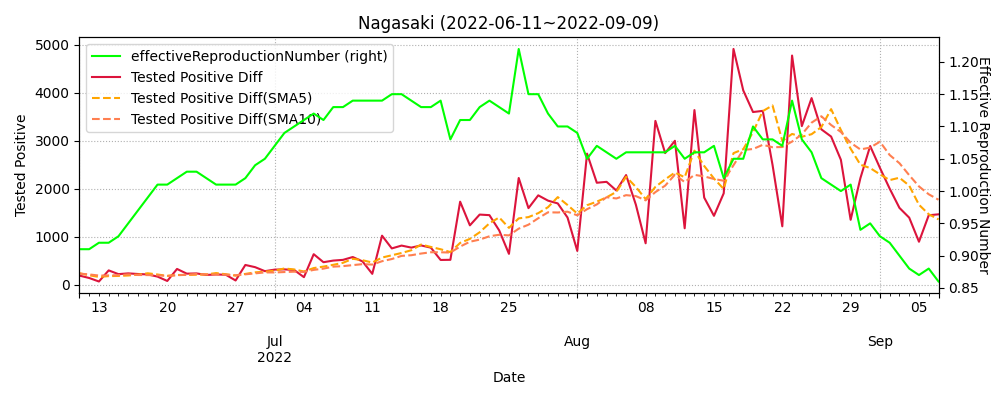 Nagasaki (2022-06-11~2022-09-09)
effectiveReproductionNumber (right)
Tested Positive Diff
Tested Positive Diff(SMA5)
Tested Positive Diff(SMA10)
Tested Positive
5000
4000
3000
2000
1000
0
Effective Reproduction Number
1.20
1.15
1.10
1.05
1.00
0.95
0.90
0.85
13 20 27 04 11 18 25 08 15 22 29 05
Jul Aug Sep
2022
Date